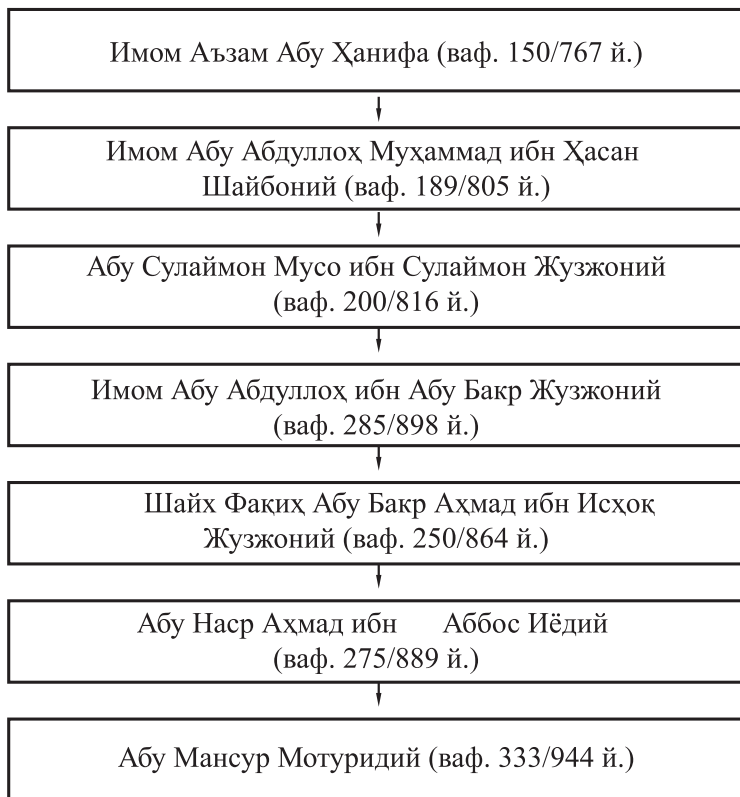 Имом Аъзам Абу Ҳанифа (ваф. 150/767 й.)
Имом Абу Абдуллоҳ Муҳаммад ибн Ҳасан
Шайбоний (ваф. 189/805 й.)
Абу Сулаймон Мусо ибн Сулаймон Жузжоний
(ваф. 200/816 й.)
Имом Абу Абдуллоҳ ибн Абу Бакр Жузжоний
(ваф. 285/898 й.)
Шайх Фақиҳ Абу Бакр Аҳмад ибн Исҳоқ
Жузжоний (ваф. 250/864 й.)
Абу Наср Аҳмад ибн Аббос Иёдий
(ваф. 275/889 й.)
Абу Мансур Мотуридий (ваф. 333/944 й.)